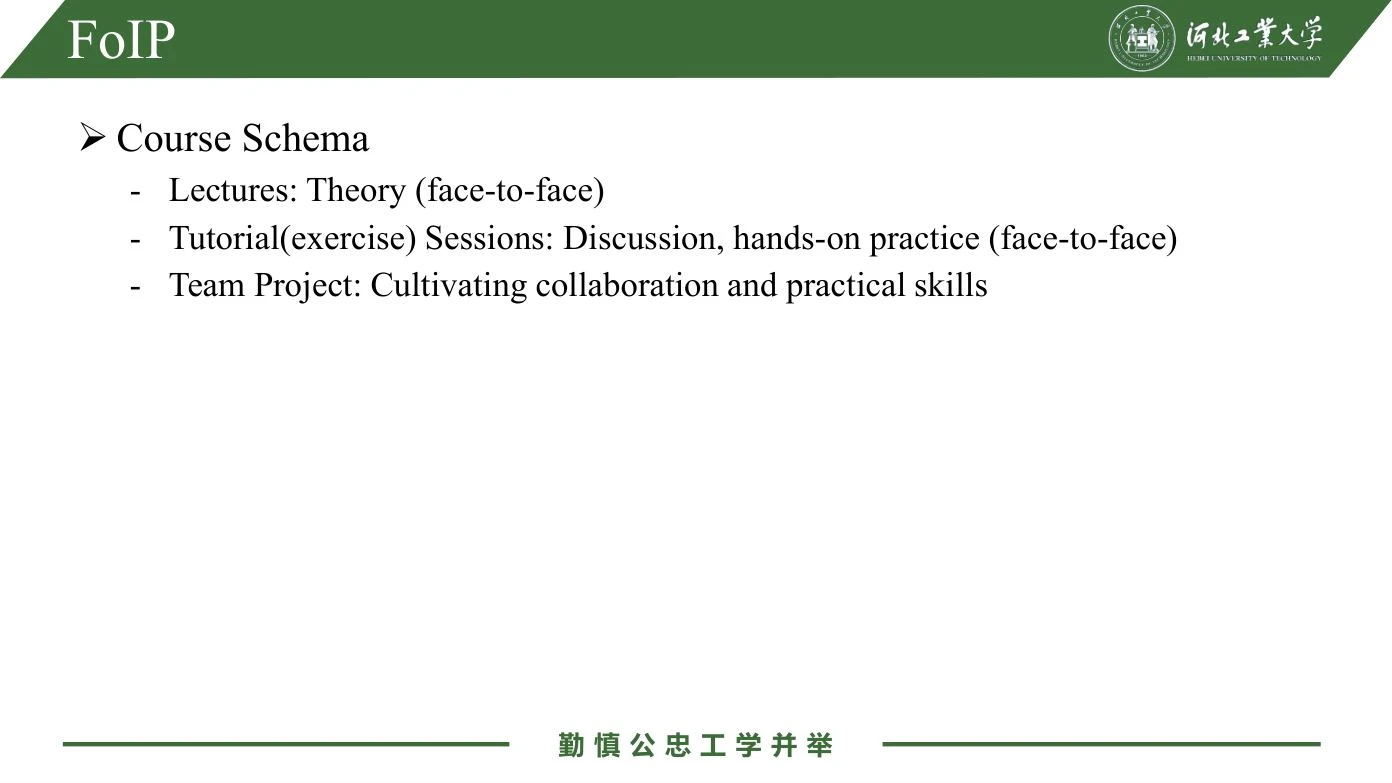 FoIP
河北工業大学
HEBEI UNIVERSITY OF TECHNOLOGY
➢ Course Schema
- Lectures: Theory (face-to-face)
- Tutorial(exercise) Sessions: Discussion, hands-on practice (face-to-face)
- Team Project: Cultivating collaboration and practical skills
勤慎公忠工学并举